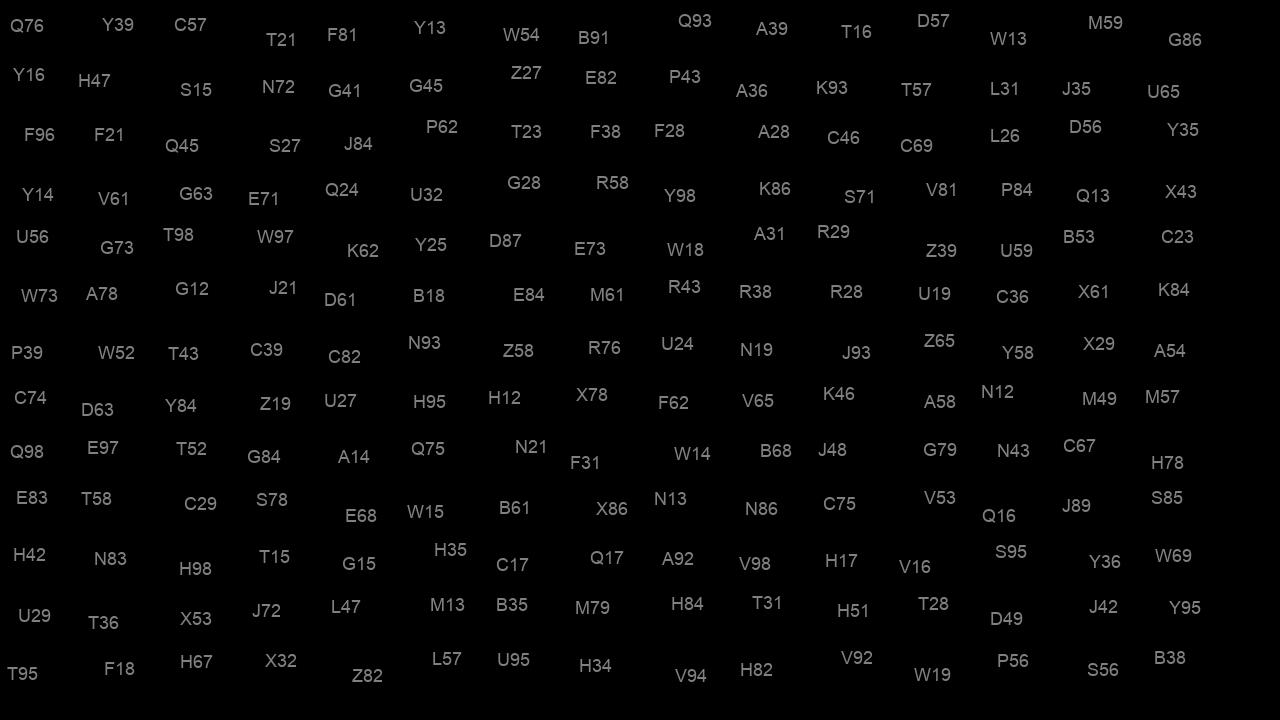 Q76 Y39 C57 T21 F81 Y13 W54 B91 Q93 A39 T16 D57 W13 M59 G86
Y16 H47 S15 N72 G41 G45 Z27 E82 P43 A36 K93 T57 L31 J35 U65
F96 F21 Q45 S27 J84 P62 T23 F38 F28 A28 C46 C69 L26 D56 Y35
Y14 V61 G63 E71 Q24 U32 G28 R58 Y98 K86 S71 V81 P84 Q13 X43
U56 G73 T98 W97 K62 Y25 D87 E73 W18 A31 R29 Z39 U59 B53 C23
W73 A78 G12 J21 D61 B18 E84 M61 R43 R38 R28 U19 C36 X61 K84
P39 W52 T43 C39 C82 N93 Z58 R76 U24 N19 J93 Z65 Y58 X29 A54
C74 D63 Y84 Z19 U27 H95 H12 X78 F62 V65 K46 A58 N12 M49 M57
Q98 E97 T52 G84 A14 Q75 N21 F31 W14 B68 J48 G79 N43 C67 H78
E83 T58 C29 S78 E68 W15 B61 X86 N13 N86 C75 V53 Q16 J89 S85
H42 N83 H98 T15 G15 H35 C17 Q17 A92 V98 H17 V16 S95 Y36 W69
U29 T36 X53 J72 L47 M13 B35 M79 H84 T31 H51 T28 D49 J42 Y95
T95 F18 H67 X32 Z82 L57 U95 H34 V94 H82 V92 W19 P56 S56 B38